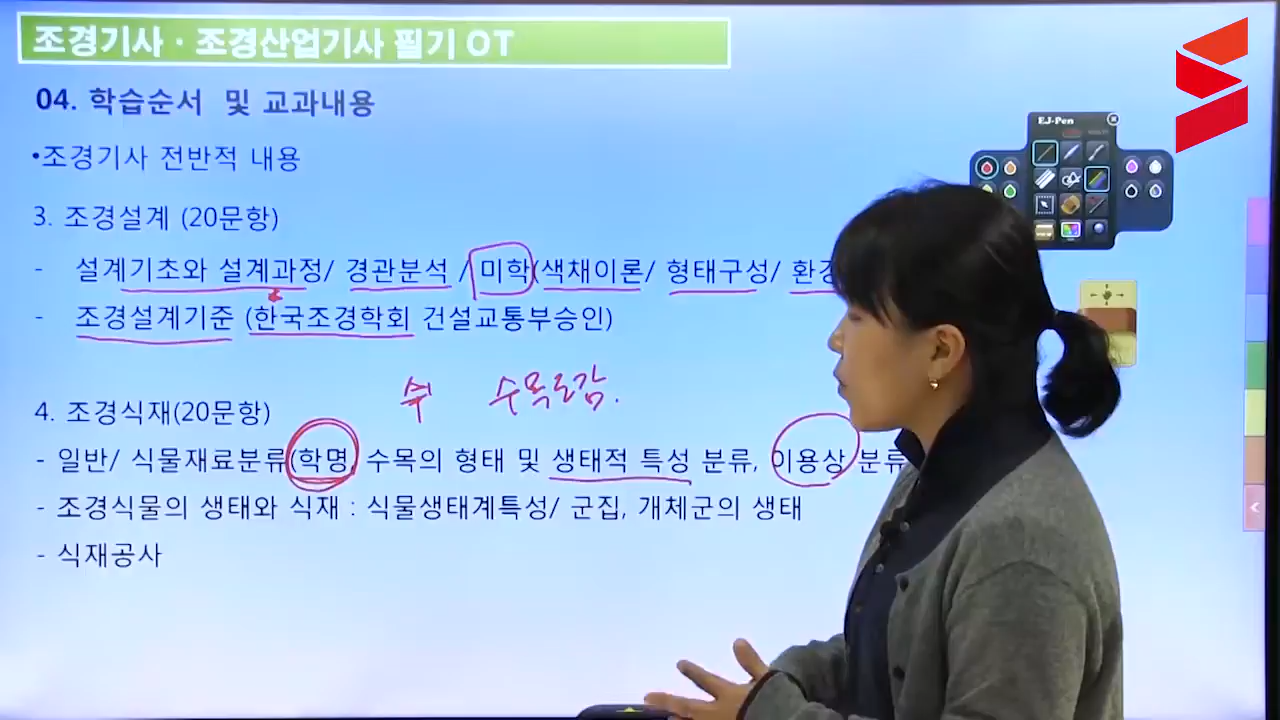 조경기사 · 조경산업기사 필기 OT
04. 학습순서 및 교과내용
•조경기사 전반적 내용
3. 조경설계 (20문항)
- 설계기초와 설계과정/ 경관분석 / 미학(색채이론/ 형태구성/ 환경
- 조경설계기준 (한국조경학회 건설교통부승인)
수목도감.
4. 조경식재(20문항)
- 일반/ 식물재료분류(학명, 수목의 형태 및 생태적 특성 분류, 이용상 분류
- 조경식물의 생태와 식재 : 식물생태계특성/ 군집, 개체군의 생태
- 식재공사
EJ-Pen